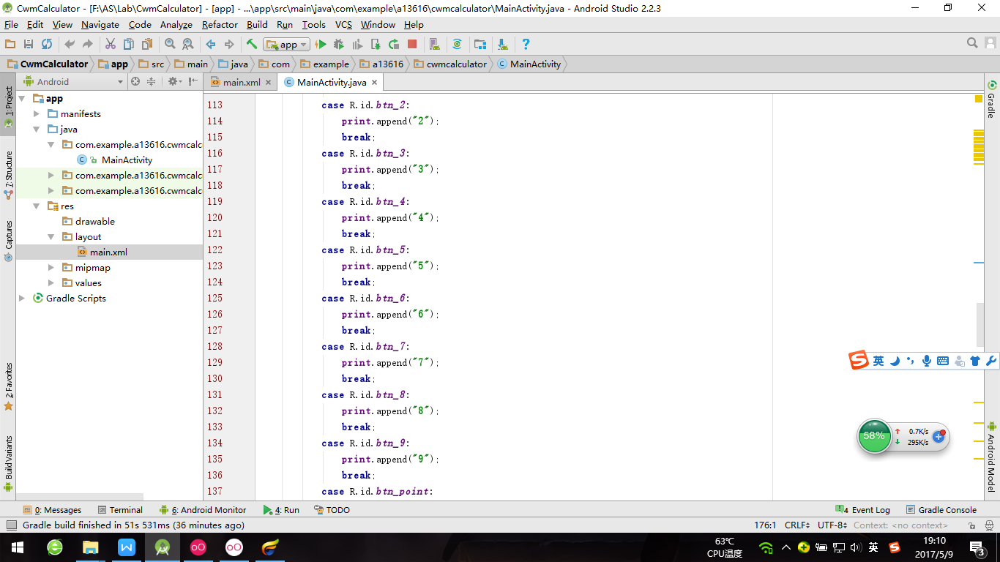 CwmCalculator - [F:\AS\Lab\CwmCalculator] - [app] - ...\app\src\main\java\com\example\a13616\cwmcalculator\MainActivity.java - Android Studio 2.2.3
File Edit View Navigate Code Analyze Refactor Build Run Tools VCS Window Help
app
CwmCalculator app src main java com example a13616 cwmcalculator MainActivity
Android
main.xml
MainActivity.java
1: Project
7: Structure
Captures
2: Favorites
Build Variants
app
manifests
java
com.example.a13616.cwmcalc
MainActivity
com.example.a13616.cwmcalc
com.example.a13616.cwmcalc
res
drawable
layout
main.xml
mipmap
values
Gradle Scripts
113 case R.id.btn_2:
114 print.append("2");
115 break;
116 case R.id.btn_3:
117 print.append("3");
118 break;
119 case R.id.btn_4:
120 print.append("4");
121 break;
122 case R.id.btn_5:
123 print.append("5");
124 break;
125 case R.id.btn_6:
126 print.append("6");
127 break;
128 case R.id.btn_7:
129 print.append("7");
130 break;
131 case R.id.btn_8:
132 print.append("8");
133 break;
134 case R.id.btn_9:
135 print.append("9");
136 break;
137 case R.id.btn_point:
Gradle
Android Model
英
58%
0.7K/s
295K/s
0: Messages Terminal 6: Android Monitor 4: Run TODO 4 Event Log Gradle Console
Gradle build finished in 51s 531ms (36 minutes ago) 176:1 CRLF UTF-8 Context: <no context>
63℃
CPU温度
英
19:10
2017/5/9
3